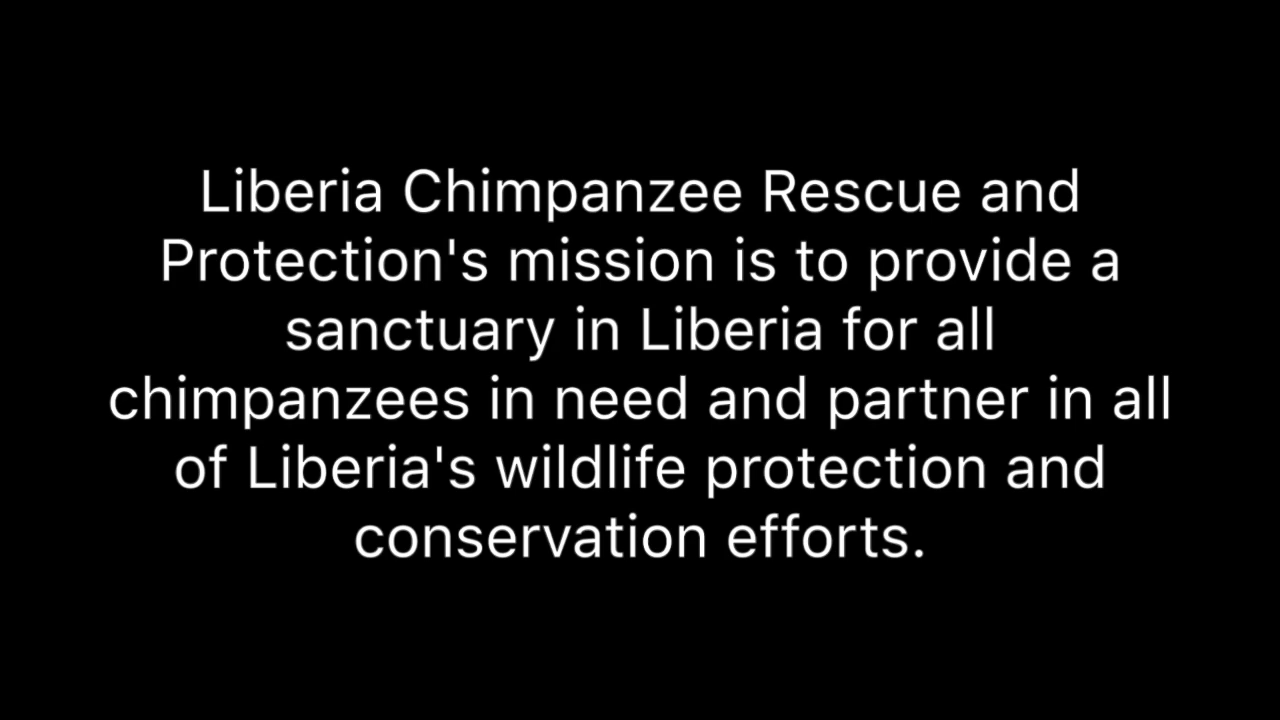 Liberia Chimpanzee Rescue and
Protection's mission is to provide a
sanctuary in Liberia for all
chimpanzees in need and partner in all
of Liberia's wildlife protection and
conservation efforts.